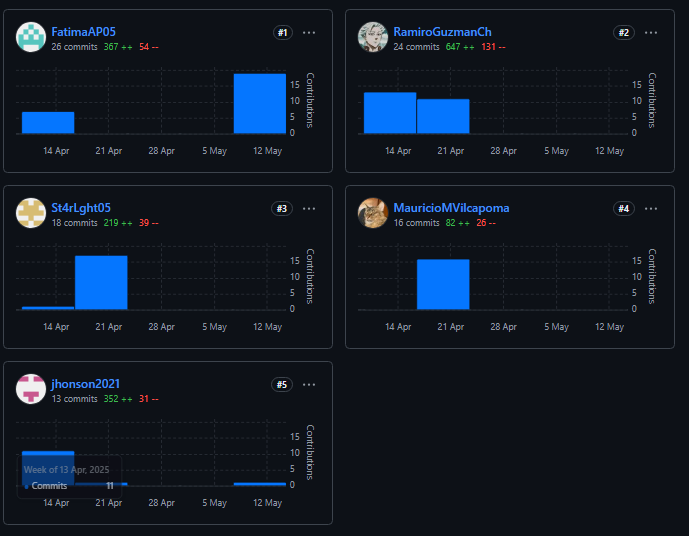 FatimaAP05 #1 ...
26 commits 367 ++ 54 --
15
10
5
0
Contributions
14 Apr 21 Apr 28 Apr 5 May 12 May
RamiroGuzmanCh #2 ...
24 commits 647 ++ 131 --
15
10
5
0
Contributions
14 Apr 21 Apr 28 Apr 5 May 12 May
St4rLght05 #3 ...
18 commits 219 ++ 39 --
15
10
5
0
Contributions
14 Apr 21 Apr 28 Apr 5 May 12 May
MauricioMVilcapoma #4 ...
16 commits 82 ++ 26 --
15
10
5
0
Contributions
14 Apr 21 Apr 28 Apr 5 May 12 May
jhonson2021 #5 ...
13 commits 352 ++ 31 --
15
10
5
0
Contributions
Week of 13 Apr, 2025
Commits 11
14 Apr 21 Apr 28 Apr 5 May 12 May